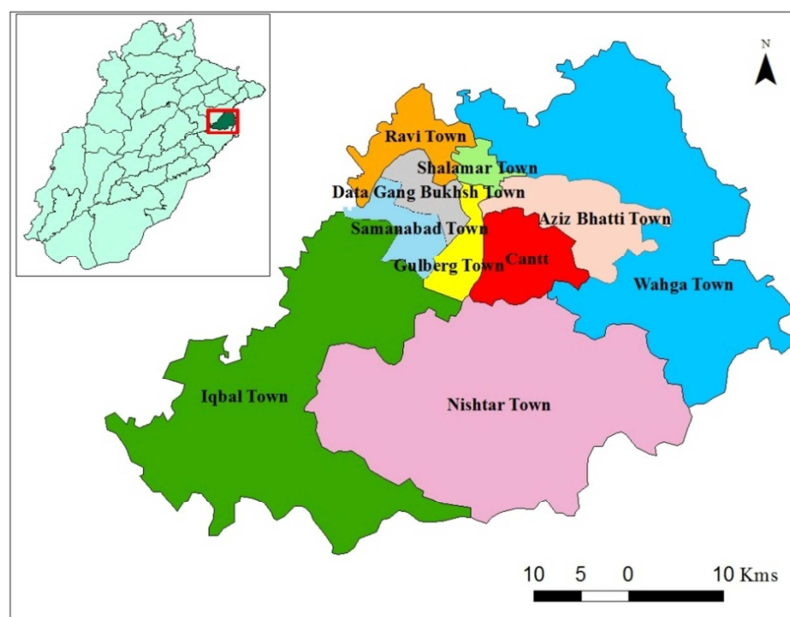 N
Ravi Town
Shalamar Town
Data Gang Bukhsh Town
Aziz Bhatti Town
Samanabad Town
Gulberg Town
Cantt
Wahga Town
Iqbal Town
Nishtar Town
10 5 0 10 Kms